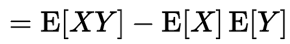 = E[XY] − E[X] E[Y]